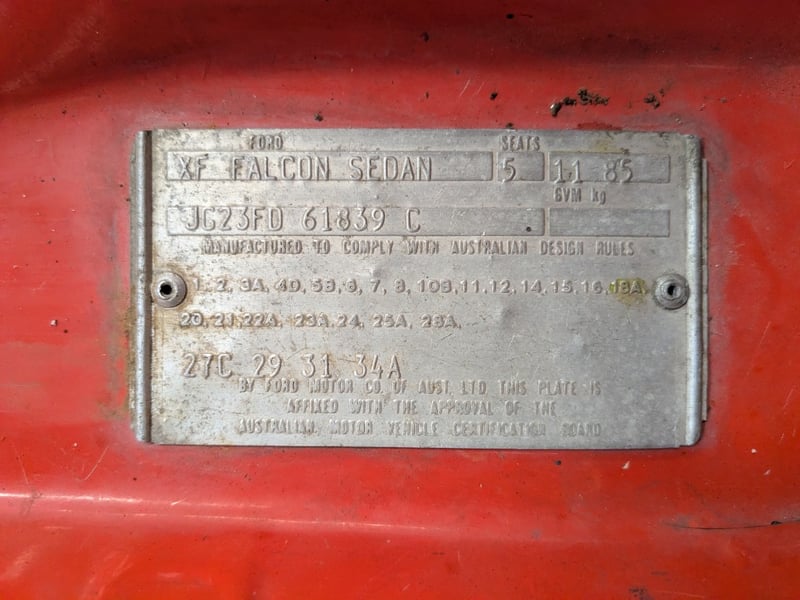 FORD SEATS
XF FALCON SEDAN 5 11 85
GVM kg
JC23FD 61839 C
MANUFACTURED TO COMPLY WITH AUSTRALIAN DESIGN RULES
1, 2, 3A, 4D, 5B, 6, 7, 8, 10B, 11, 12, 14, 15, 16, 18A,
20, 21, 22A, 23A, 24, 25A, 28A,
27C 29 31 34A
BY FORD MOTOR CO. OF AUST. LTD THIS PLATE IS
AFFIXED WITH THE APPROVAL OF THE
AUSTRALIAN MOTOR VEHICLE CERTIFICATION BOARD